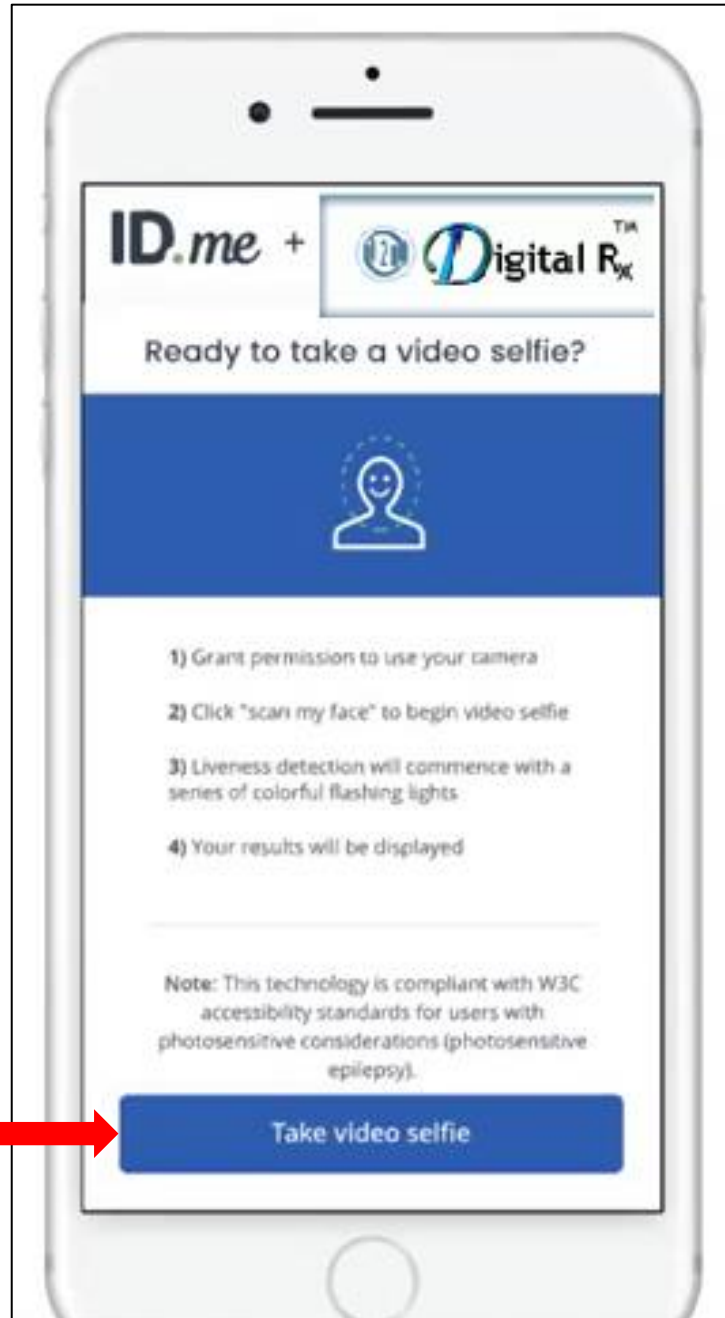 ID.me +
H2H Digital Rx TM
Ready to take a video selfie?
1) Grant permission to use your camera
2) Click "scan my face" to begin video selfie
3) Liveness detection will commence with a
series of colorful flashing lights
4) Your results will be displayed
Note: This technology is compliant with W3C
accessibility standards for users with
photosensitive considerations (photosensitive
epilepsy).
Take video selfie